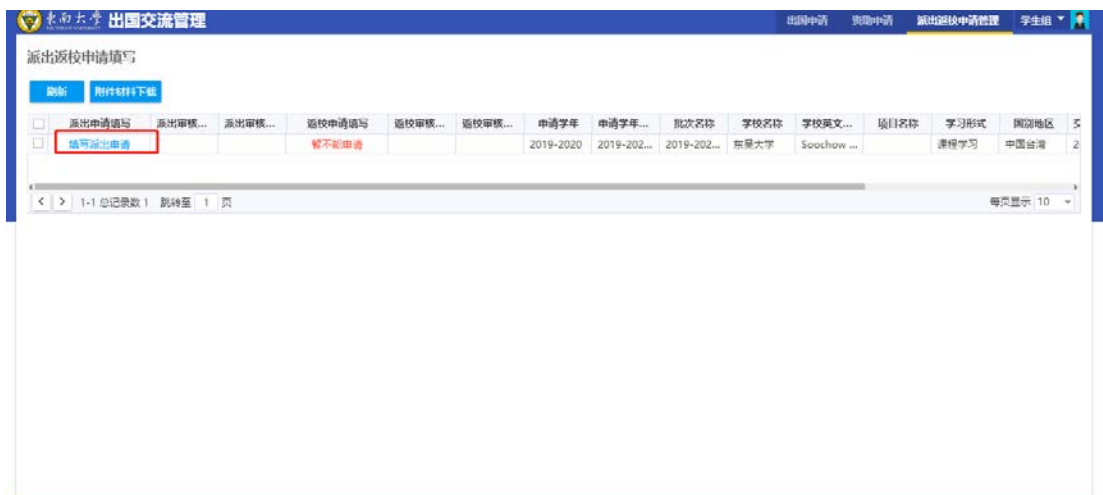 东南大学 出国交流管理 出国申请 资助申请 派出返校申请管理 学生组
派出返校申请填写
刷新 附件材料下载
派出申请填写 派出审核... 派出审核... 返校申请填写 返校审核... 返校审核... 申请学年 申请学年... 批次名称 学校名称 学校英文... 项目名称 学习形式 国别地区
填写派出申请 暂不能申请 2019-2020 2019-202... 2019-202... 东吴大学 Soochow ... 课程学习 中国台湾 2
1-1 总记录数 1 跳转至 1 页 每页显示 10